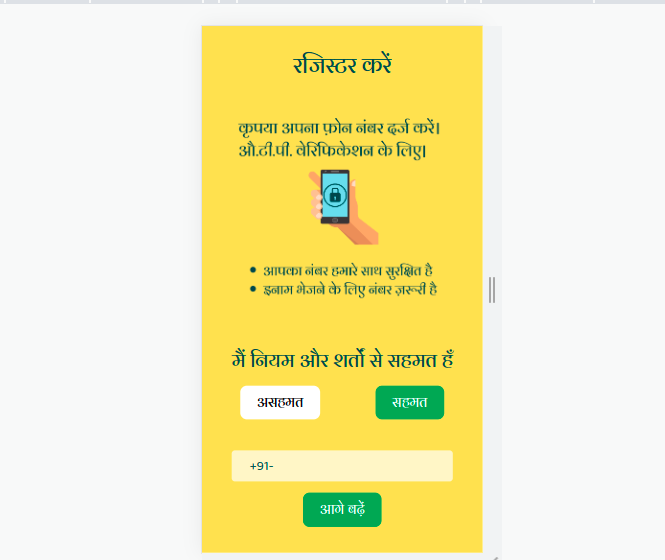 रजिस्टर करें
कृपया अपना फ़ोन नंबर दर्ज करें।
औ.टी.पी. वेरिफिकेशन के लिए।
• आपका नंबर हमारे साथ सुरक्षित है
• इनाम भेजने के लिए नंबर ज़रूरी है
मैं नियम और शर्तों से सहमत हूँ
असहमत
सहमत
+91-
आगे बढ़ें